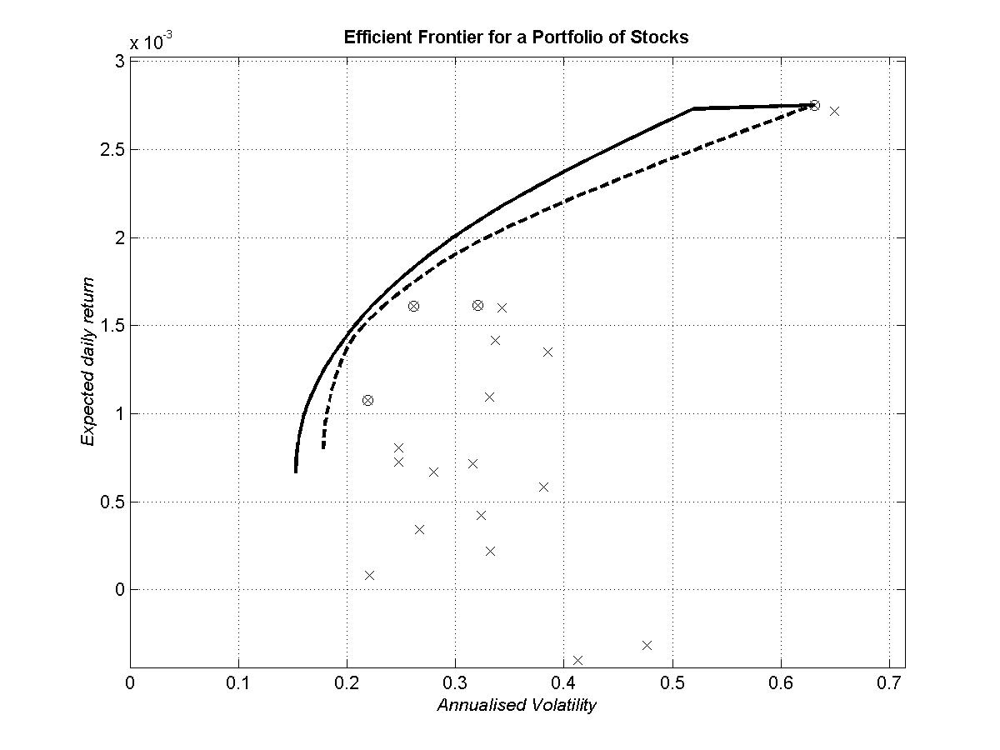 Efficient Frontier for a Portfolio of Stocks
x 10-3
3
2.5
2
1.5
1
0.5
0
Expected daily return
0 0.1 0.2 0.3 0.4 0.5 0.6 0.7
Annualised Volatility